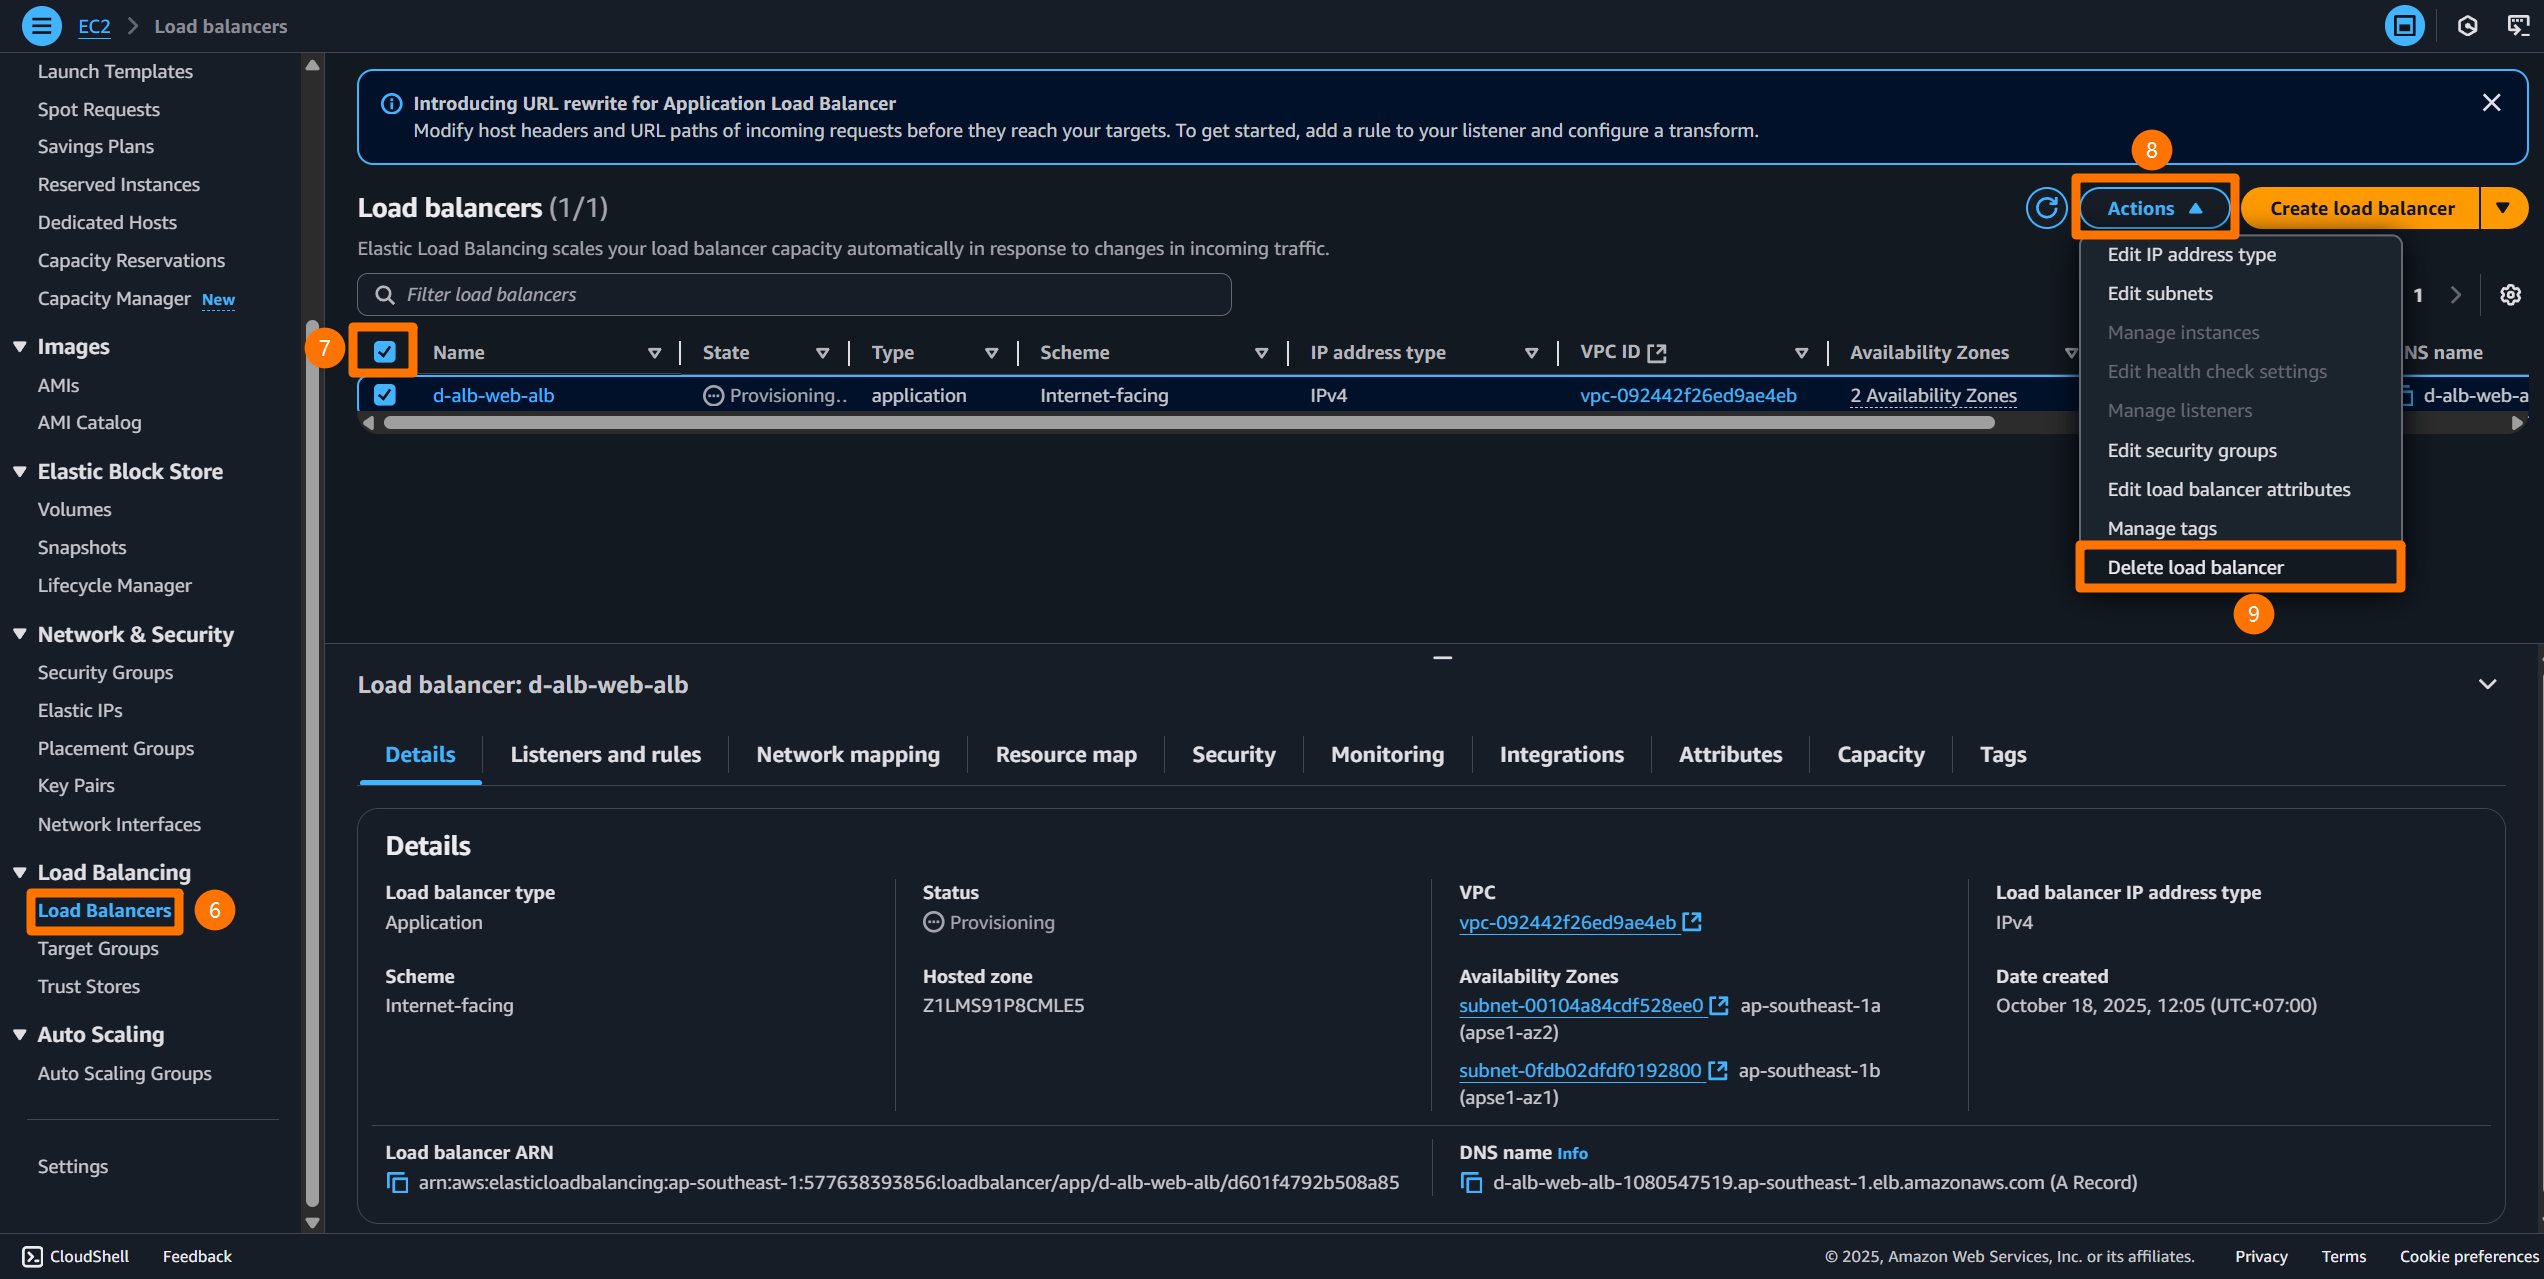 EC2
Load balancers
Launch Templates
Spot Requests
Savings Plans
Reserved Instances
Dedicated Hosts
Capacity Reservations
Capacity Manager New
Images
AMIs
AMI Catalog
Elastic Block Store
Volumes
Snapshots
Lifecycle Manager
Network & Security
Security Groups
Elastic IPs
Placement Groups
Key Pairs
Network Interfaces
Load Balancing
Load Balancers
6
Target Groups
Trust Stores
Auto Scaling
Auto Scaling Groups
Settings
Introducing URL rewrite for Application Load Balancer
Modify host headers and URL paths of incoming requests before they reach your targets. To get started, add a rule to your listener and configure a transform.
8
Load balancers (1/1)
Actions
Create load balancer
Elastic Load Balancing scales your load balancer capacity automatically in response to changes in incoming traffic.
Filter load balancers
1
7
Name State Type Scheme IP address type VPC ID Availability Zones NS name
d-alb-web-alb Provisioning.. application Internet-facing IPv4 vpc-092442f26ed9ae4eb 2 Availability Zones d-alb-web-a
Edit IP address type
Edit subnets
Manage instances
Edit health check settings
Manage listeners
Edit security groups
Edit load balancer attributes
Manage tags
Delete load balancer
9
Load balancer: d-alb-web-alb
Details Listeners and rules Network mapping Resource map Security Monitoring Integrations Attributes Capacity Tags
Details
Load balancer type
Application
Scheme
Internet-facing
Status
Provisioning
Hosted zone
Z1LMS91P8CMLE5
VPC
vpc-092442f26ed9ae4eb
Availability Zones
subnet-00104a84cdf528ee0 ap-southeast-1a
(apse1-az2)
subnet-0fdb02dfdf0192800 ap-southeast-1b
(apse1-az1)
Load balancer IP address type
IPv4
Date created
October 18, 2025, 12:05 (UTC+07:00)
Load balancer ARN
arn:aws:elasticloadbalancing:ap-southeast-1:577638393856:loadbalancer/app/d-alb-web-alb/d601f4792b508a85
DNS name Info
d-alb-web-alb-1080547519.ap-southeast-1.elb.amazonaws.com (A Record)
CloudShell Feedback
© 2025, Amazon Web Services, Inc. or its affiliates. Privacy Terms Cookie preferences